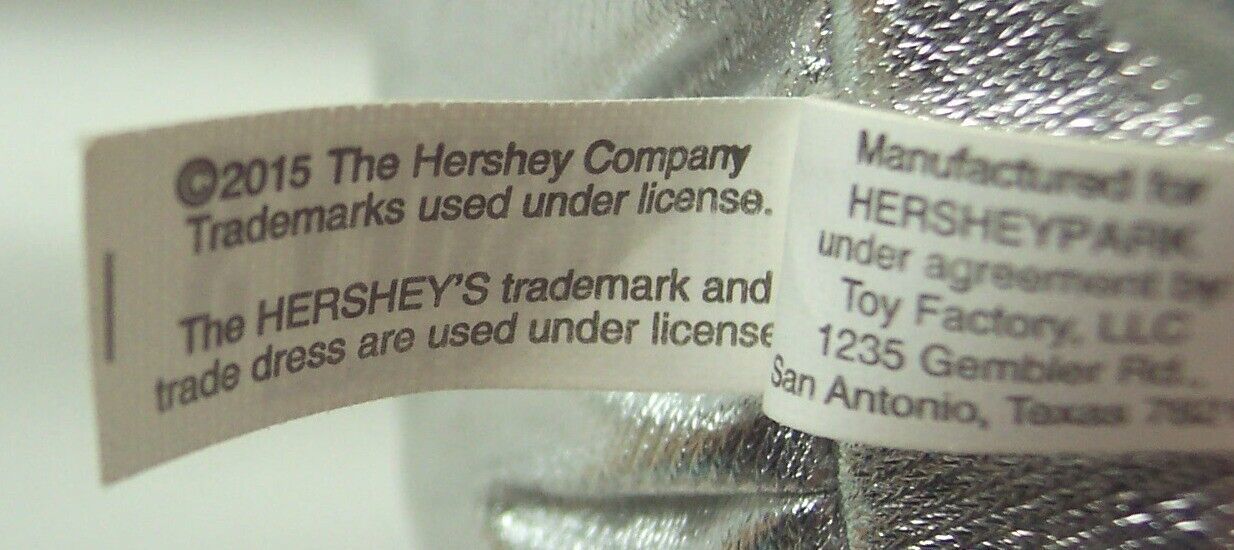 ©2015 The Hershey Company
Trademarks used under license.
The HERSHEY'S trademark and
trade dress are used under license
Manufactured for
HERSHEYPARK
under agreement by
Toy Factory, LLC
1235 Gembler Rd.
San Antonio, Texas